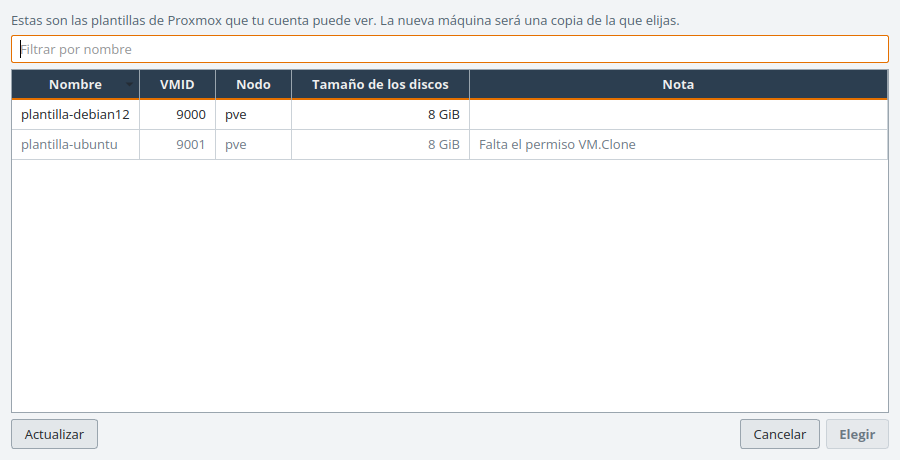 Estas son las plantillas de Proxmox que tu cuenta puede ver. La nueva máquina será una copia de la que elijas.
Filtrar por nombre
Nombre VMID Nodo Tamaño de los discos Nota
plantilla-debian12 9000 pve 8 GiB
plantilla-ubuntu 9001 pve 8 GiB Falta el permiso VM.Clone
Actualizar Cancelar Elegir